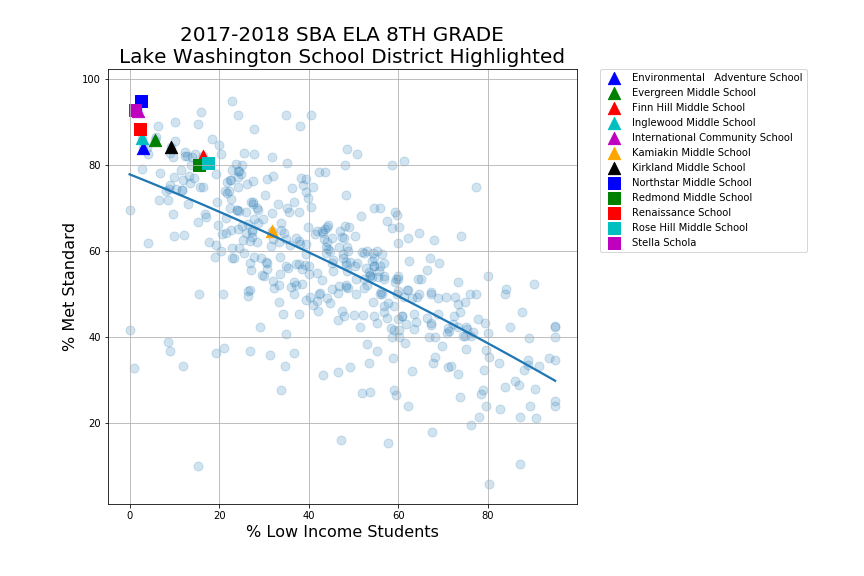 2017-2018 SBA ELA 8TH GRADE
Lake Washington School District Highlighted
% Met Standard
100
80
60
40
20
0
20
40
60
80
% Low Income Students
Environmental   Adventure School
Evergreen Middle School
Finn Hill Middle School
Inglewood Middle School
International Community School
Kamiakin Middle School
Kirkland Middle School
Northstar Middle School
Redmond Middle School
Renaissance School
Rose Hill Middle School
Stella Schola